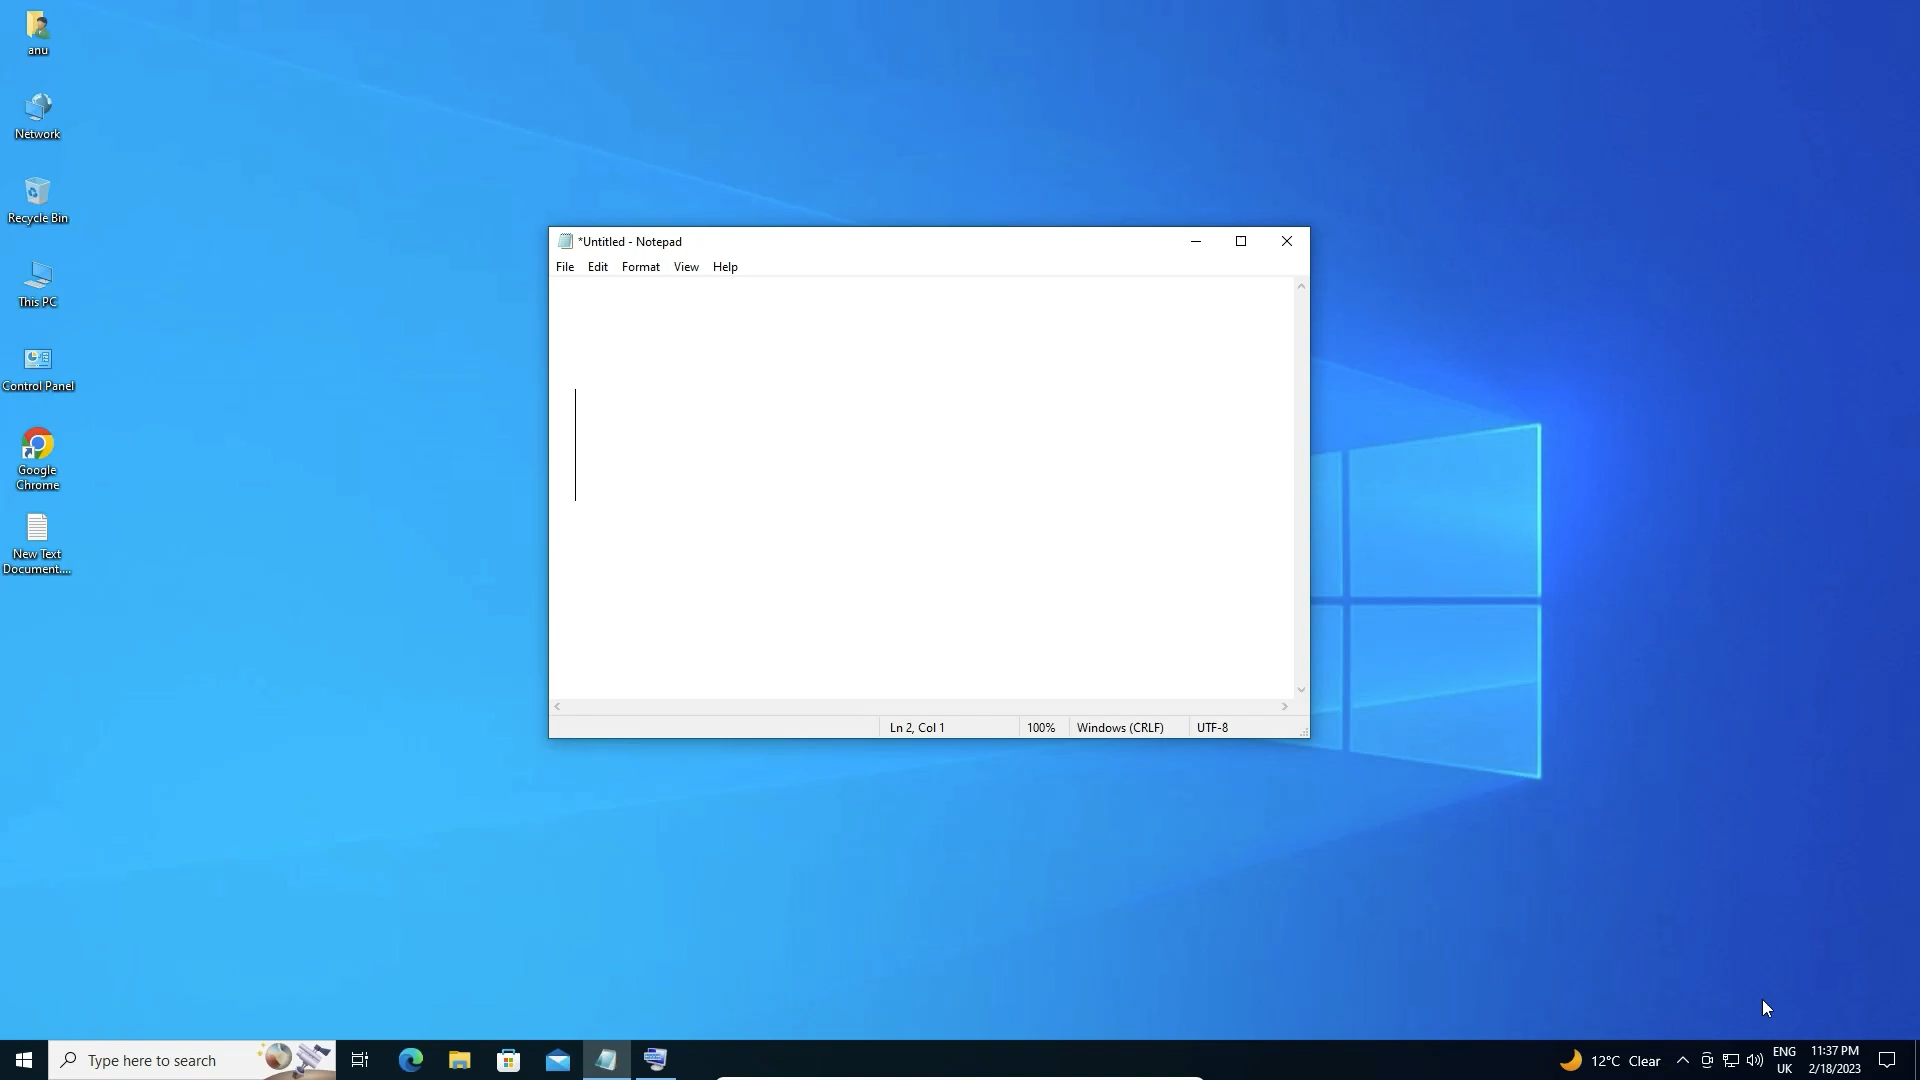 anu
Network
Recycle Bin
This PC
Control Panel
Google
Chrome
New Text
Document....
*Untitled - Notepad
File Edit Format View Help
Ln 2, Col 1 100% Windows (CRLF) UTF-8
Type here to search
12°C Clear
ENG
UK
11:37 PM
2/18/2023